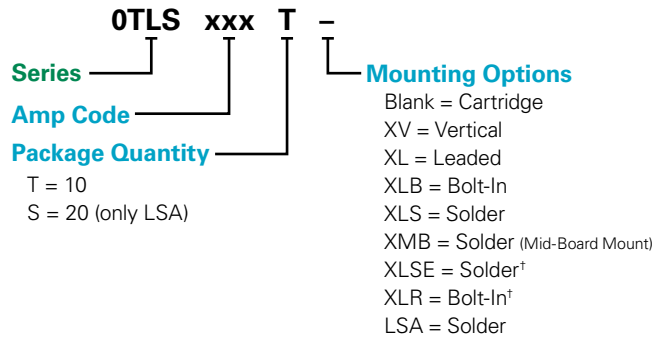 0TLS xxx T –
Series
Mounting Options
Blank = Cartridge
Amp Code
XV = Vertical
Package Quantity
XL = Leaded
T = 10
XLB = Bolt-In
S = 20 (only LSA)
XLS = Solder
XMB = Solder (Mid-Board Mount)
XLSE = Solder†
XLR = Bolt-In†
LSA = Solder